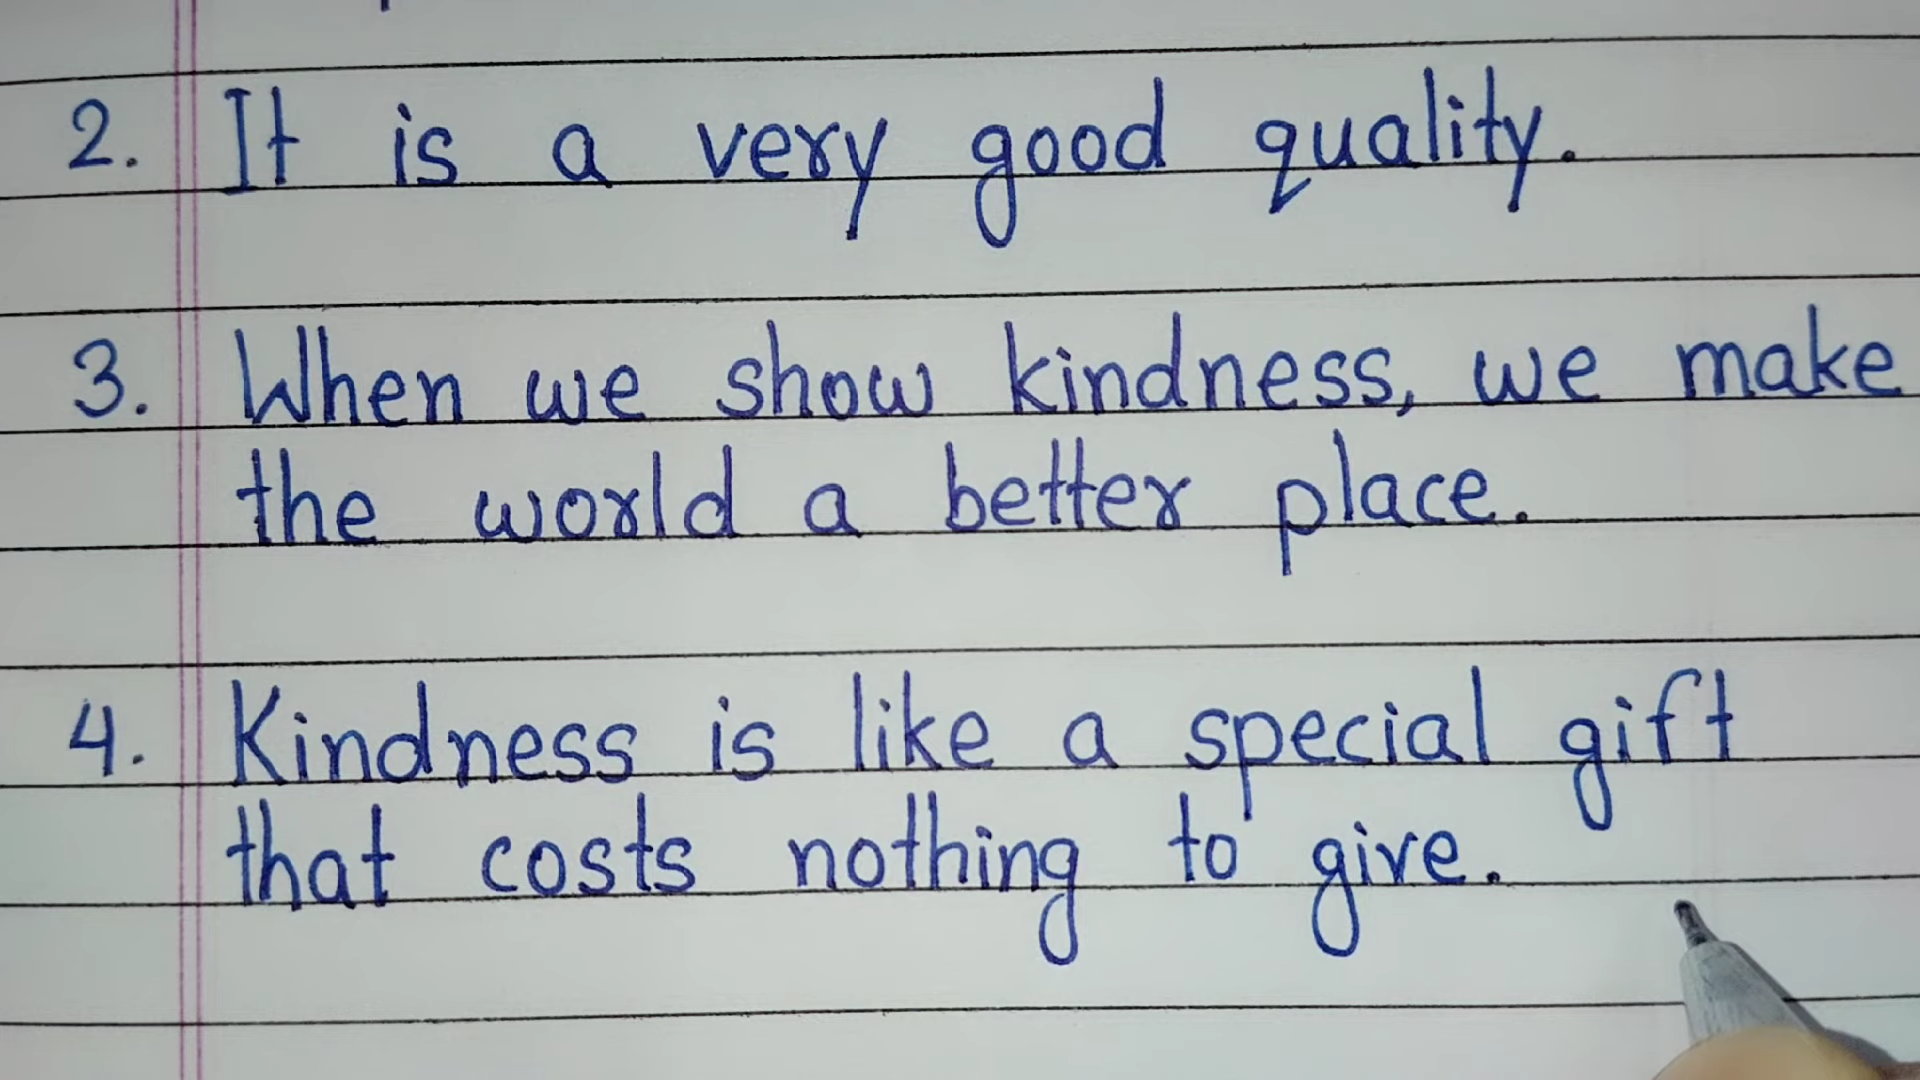 2. It is a very good quality.
3. When we show kindness, we make
the world a better place.
4. Kindness is like a special gift
that costs nothing to give.